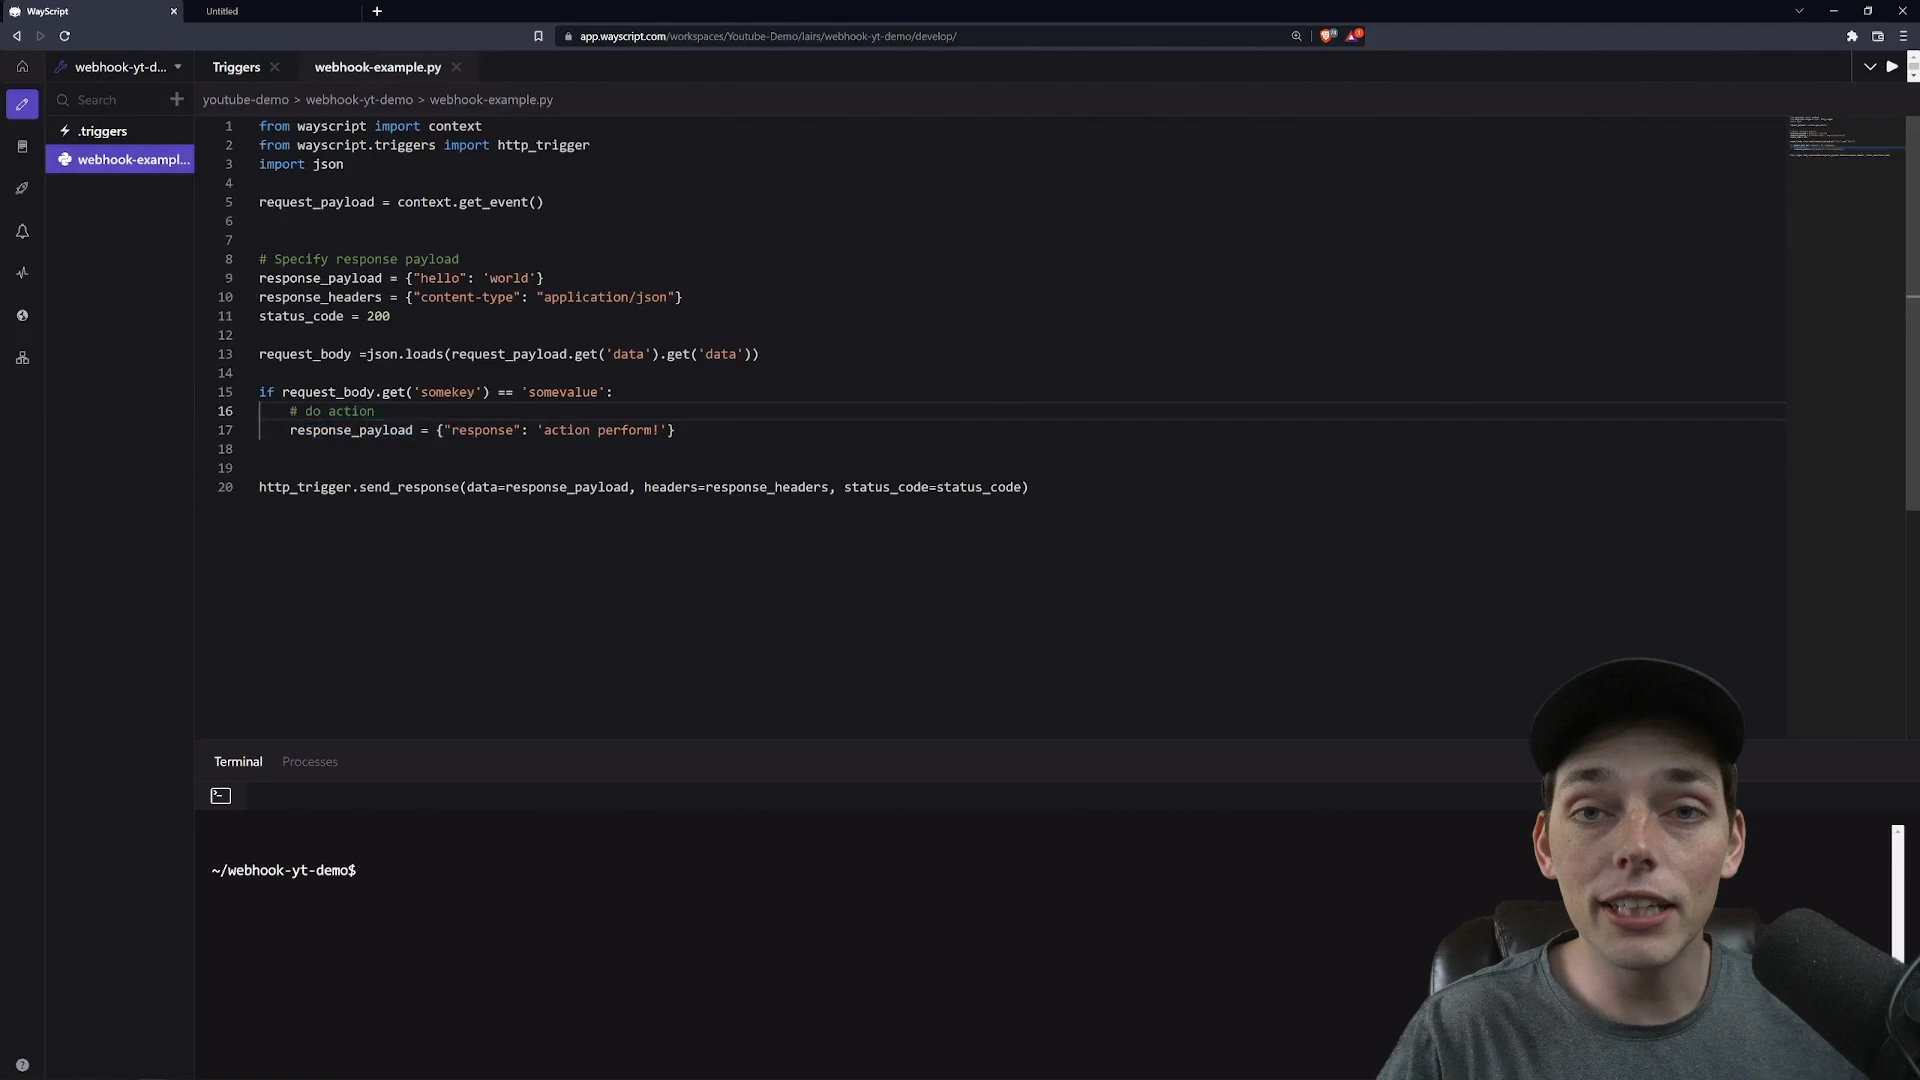 WayScript
Untitled
app.wayscript.com/workspaces/Youtube-Demo/lairs/webhook-yt-demo/develop/
webhook-yt-d...
Triggers
webhook-example.py
Search
youtube-demo > webhook-yt-demo > webhook-example.py
.triggers
webhook-exampl...
1 from wayscript import context
2 from wayscript.triggers import http_trigger
3 import json
4
5 request_payload = context.get_event()
6
7
8 # Specify response payload
9 response_payload = {"hello": 'world'}
10 response_headers = {"content-type": "application/json"}
11 status_code = 200
12
13 request_body =json.loads(request_payload.get('data').get('data'))
14
15 if request_body.get('somekey') == 'somevalue':
16 # do action
17 response_payload = {"response": 'action perform!'}
18
19
20 http_trigger.send_response(data=response_payload, headers=response_headers, status_code=status_code)
Terminal
Processes
~/webhook-yt-demo$